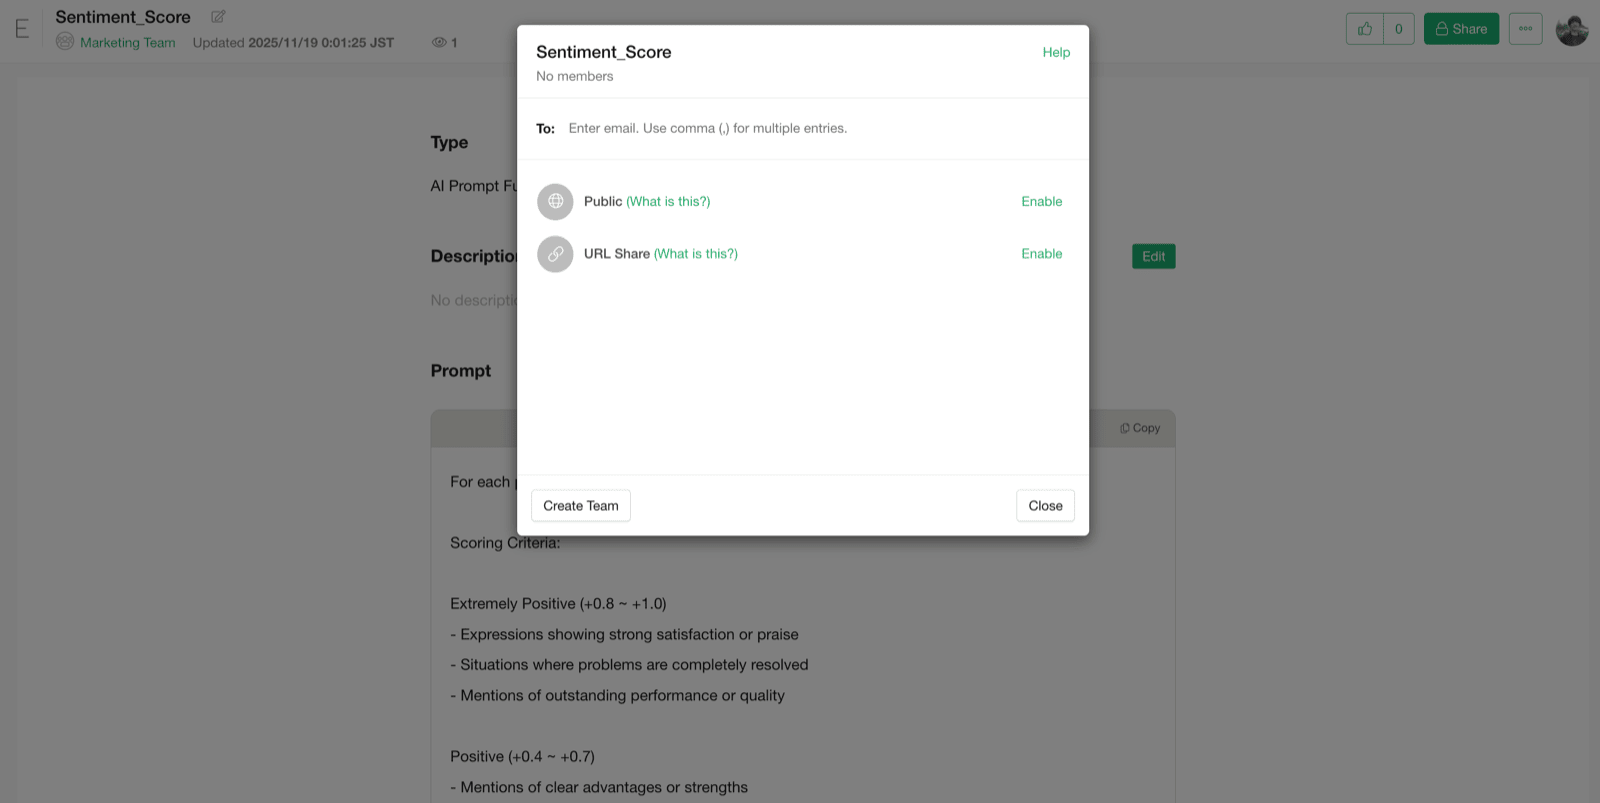 E
Sentiment_Score
Marketing Team Updated 2025/11/19 0:01:25 JST 1
0 Share
Sentiment_Score
Help
No members
To: Enter email. Use comma (,) for multiple entries.
Public (What is this?) Enable
URL Share (What is this?) Enable
Create Team Close
Type
AI Prompt
Description
Edit
No
Prompt
Copy
For each
Scoring Criteria:
Extremely Positive (+0.8 ~ +1.0)
- Expressions showing strong satisfaction or praise
- Situations where problems are completely resolved
- Mentions of outstanding performance or quality
Positive (+0.4 ~ +0.7)
- Mentions of clear advantages or strengths